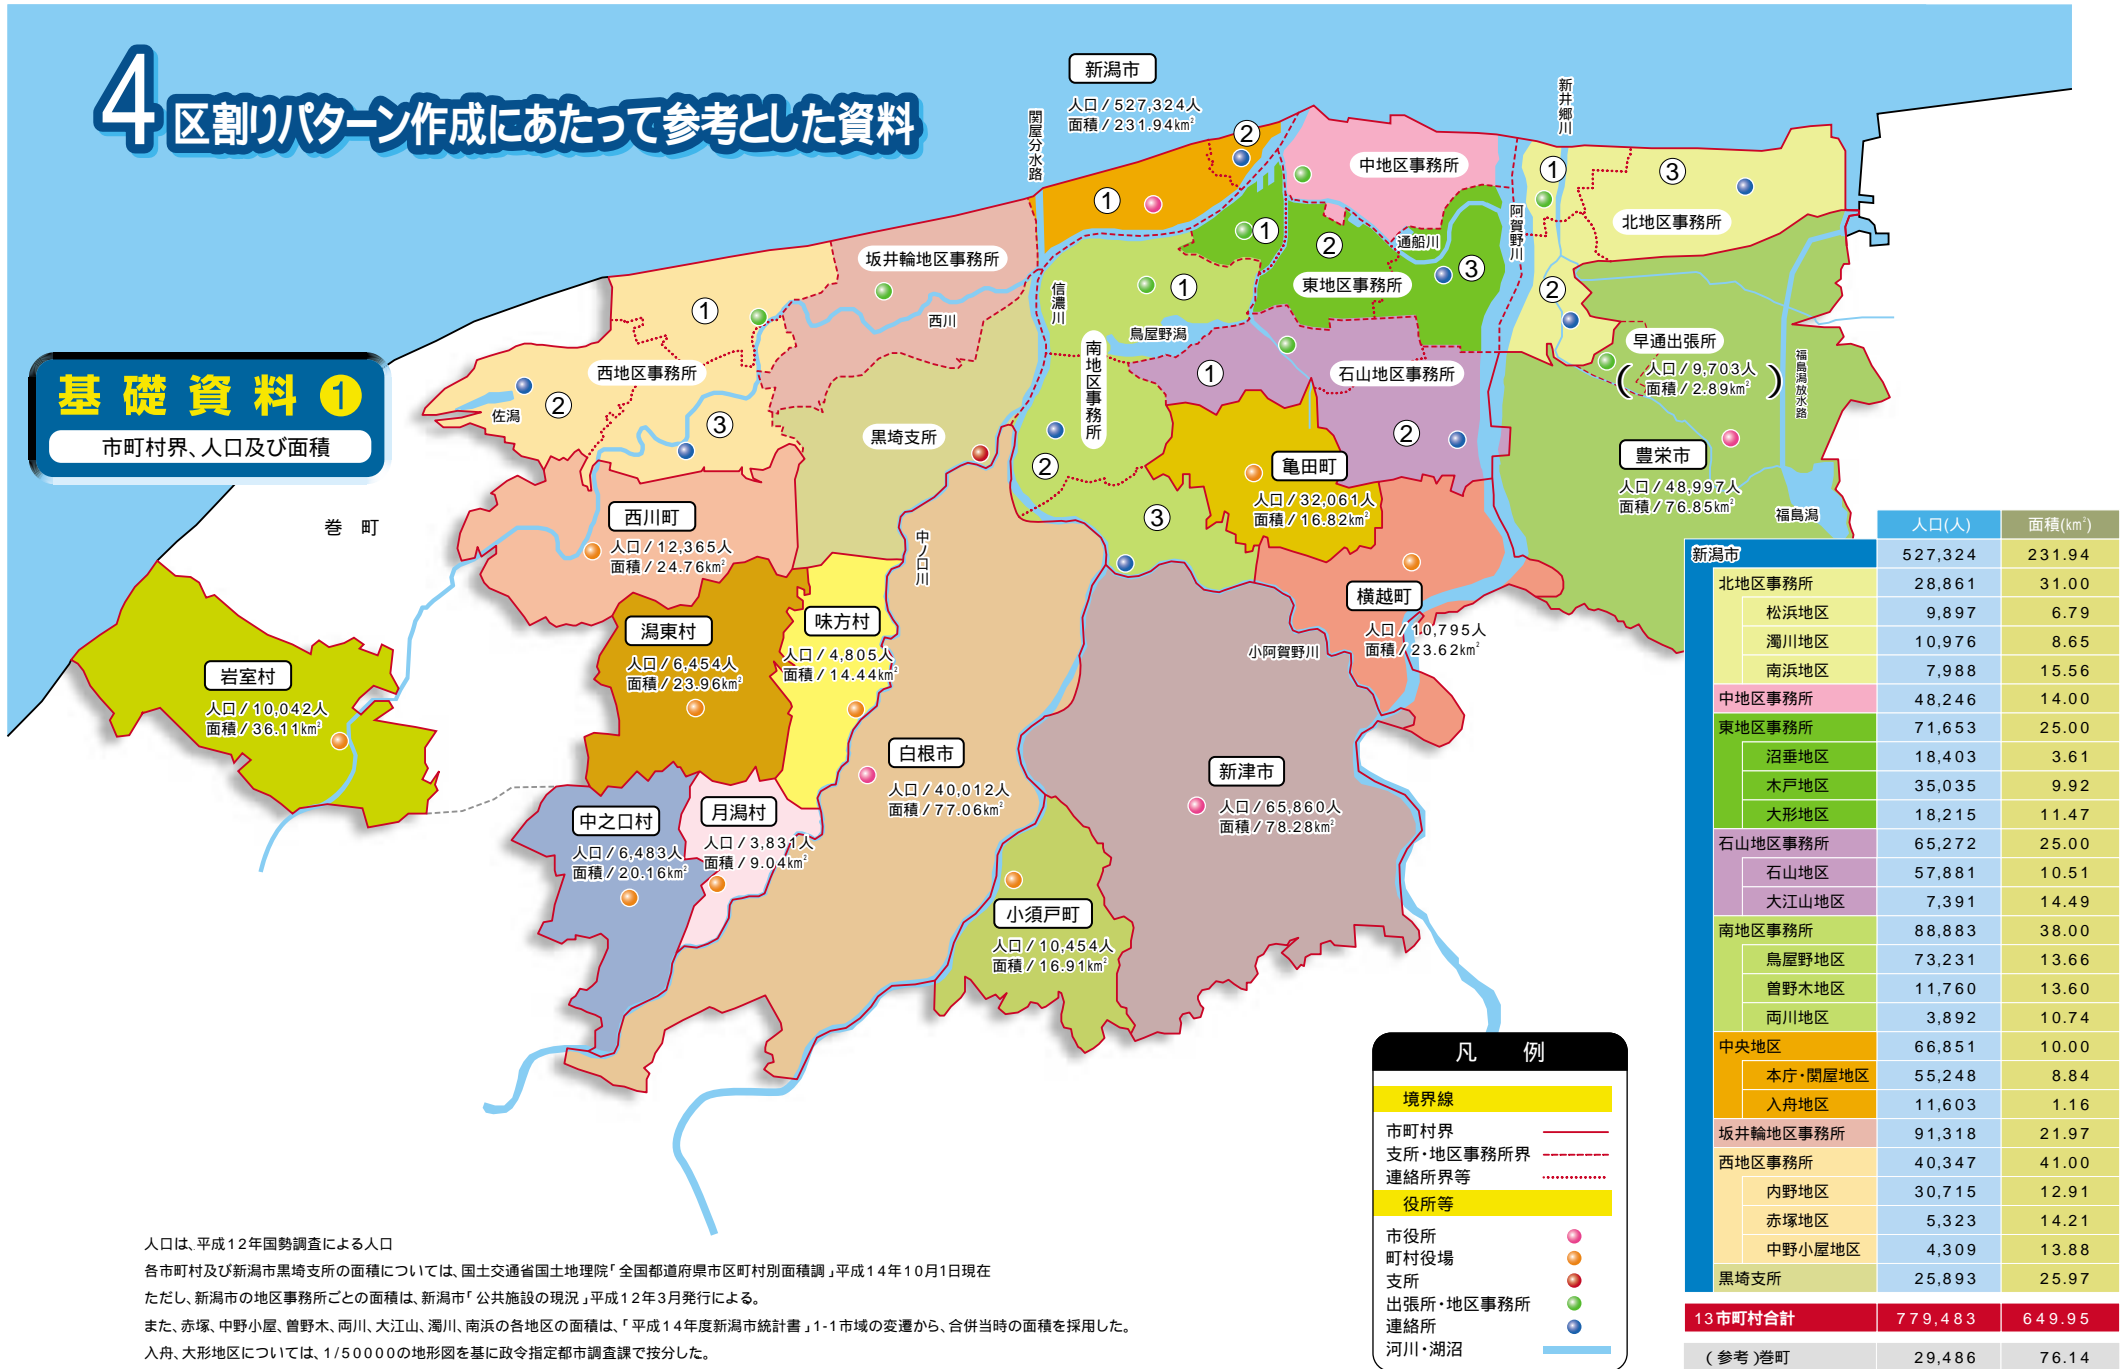 4 区割りパターン作成にあたって参考とした資料
基礎資料 1
市町村界、人口及び面積
新潟市
人口/527,324人
面積/231.94km²
関屋分水路
新井郷川
②
①
中地区事務所
①
③
北地区事務所
阿賀野川
坂井輪地区事務所
①
②
通船川
③
東地区事務所
①
②
信濃川
西川
鳥屋野潟
①
西地区事務所
②
佐潟
③
南地区事務所
①
石山地区事務所
②
早通出張所
(人口/9,703人
面積/2.89km²)
福島潟放水路
黒埼支所
②
③
亀田町
人口/32,061人
面積/16.82km²
豊栄市
人口/48,997人
面積/76.85km²
福島潟
巻町
西川町
人口/12,365人
面積/24.76km²
中ノ口川
横越町
人口/10,795人
面積/23.62km²
小阿賀野川
潟東村
人口/6,454人
面積/23.96km²
味方村
人口/4,805人
面積/14.44km²
岩室村
人口/10,042人
面積/36.11km²
白根市
人口/40,012人
面積/77.06km²
新津市
人口/65,860人
面積/78.28km²
中之口村
人口/6,483人
面積/20.16km²
月潟村
人口/3,831人
面積/9.04km²
小須戸町
人口/10,454人
面積/16.91km²
人口(人) 面積(km²)
新潟市 527,324 231.94
北地区事務所 28,861 31.00
松浜地区 9,897 6.79
濁川地区 10,976 8.65
南浜地区 7,988 15.56
中地区事務所 48,246 14.00
東地区事務所 71,653 25.00
沼垂地区 18,403 3.61
木戸地区 35,035 9.92
大形地区 18,215 11.47
石山地区事務所 65,272 25.00
石山地区 57,881 10.51
大江山地区 7,391 14.49
南地区事務所 88,883 38.00
鳥屋野地区 73,231 13.66
曽野木地区 11,760 13.60
両川地区 3,892 10.74
中央地区 66,851 10.00
本庁・関屋地区 55,248 8.84
入舟地区 11,603 1.16
坂井輪地区事務所 91,318 21.97
西地区事務所 40,347 41.00
内野地区 30,715 12.91
赤塚地区 5,323 14.21
中野小屋地区 4,309 13.88
黒埼支所 25,893 25.97
13市町村合計 779,483 649.95
(参考)巻町 29,486 76.14
凡例
境界線
市町村界
支所・地区事務所界
連絡所界等
役所等
市役所
町村役場
支所
出張所・地区事務所
連絡所
河川・湖沼
人口は、平成12年国勢調査による人口
各市町村及び新潟市黒埼支所の面積については、国土交通省国土地理院「全国都道府県市区町村別面積調」平成14年10月1日現在
ただし、新潟市の地区事務所ごとの面積は、新潟市「公共施設の現況」平成12年3月発行による。
また、赤塚、中野小屋、曽野木、両川、大江山、濁川、南浜の各地区の面積は、「平成14年度新潟市統計書」1-1市域の変遷から、合併当時の面積を採用した。
入舟、大形地区については、1/50000の地形図を基に政令指定都市調査課で按分した。